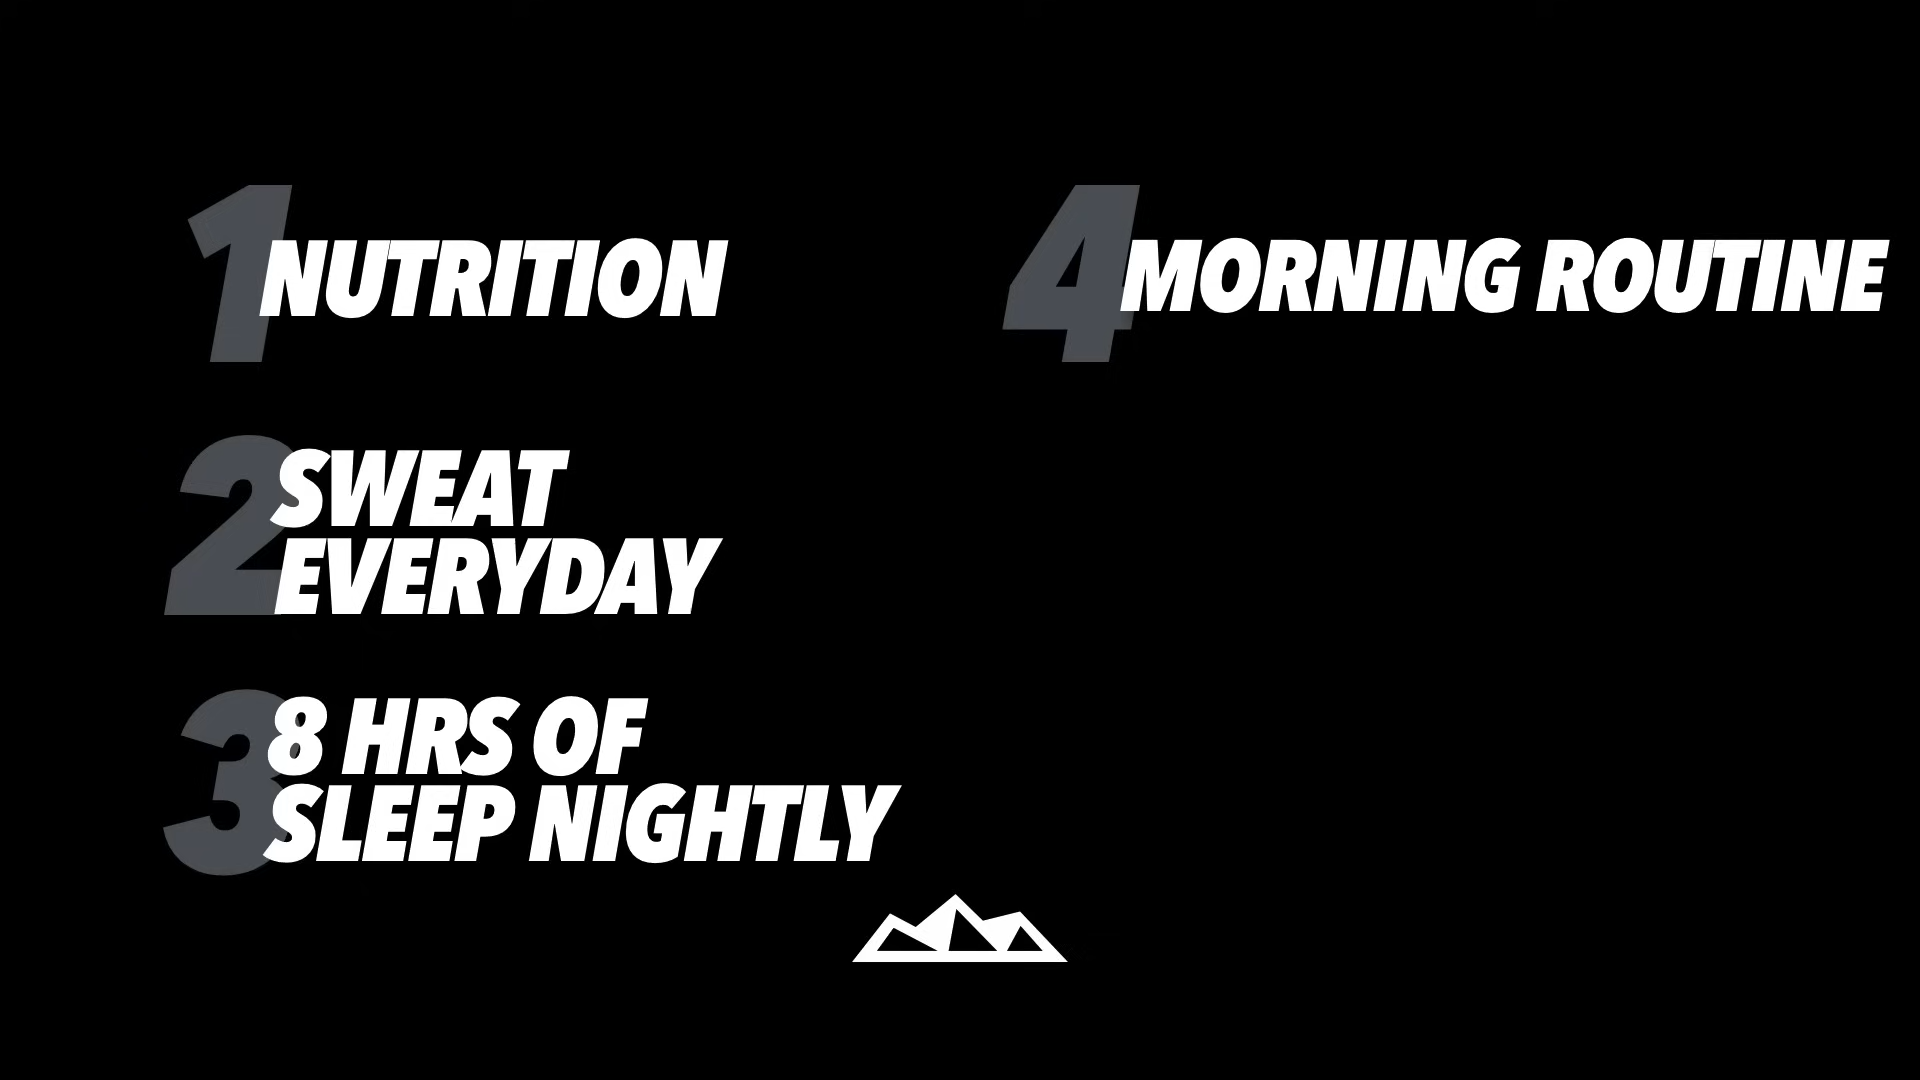 1 NUTRITION
2 SWEAT
EVERYDAY
3 8 HRS OF
SLEEP NIGHTLY
4 MORNING ROUTINE